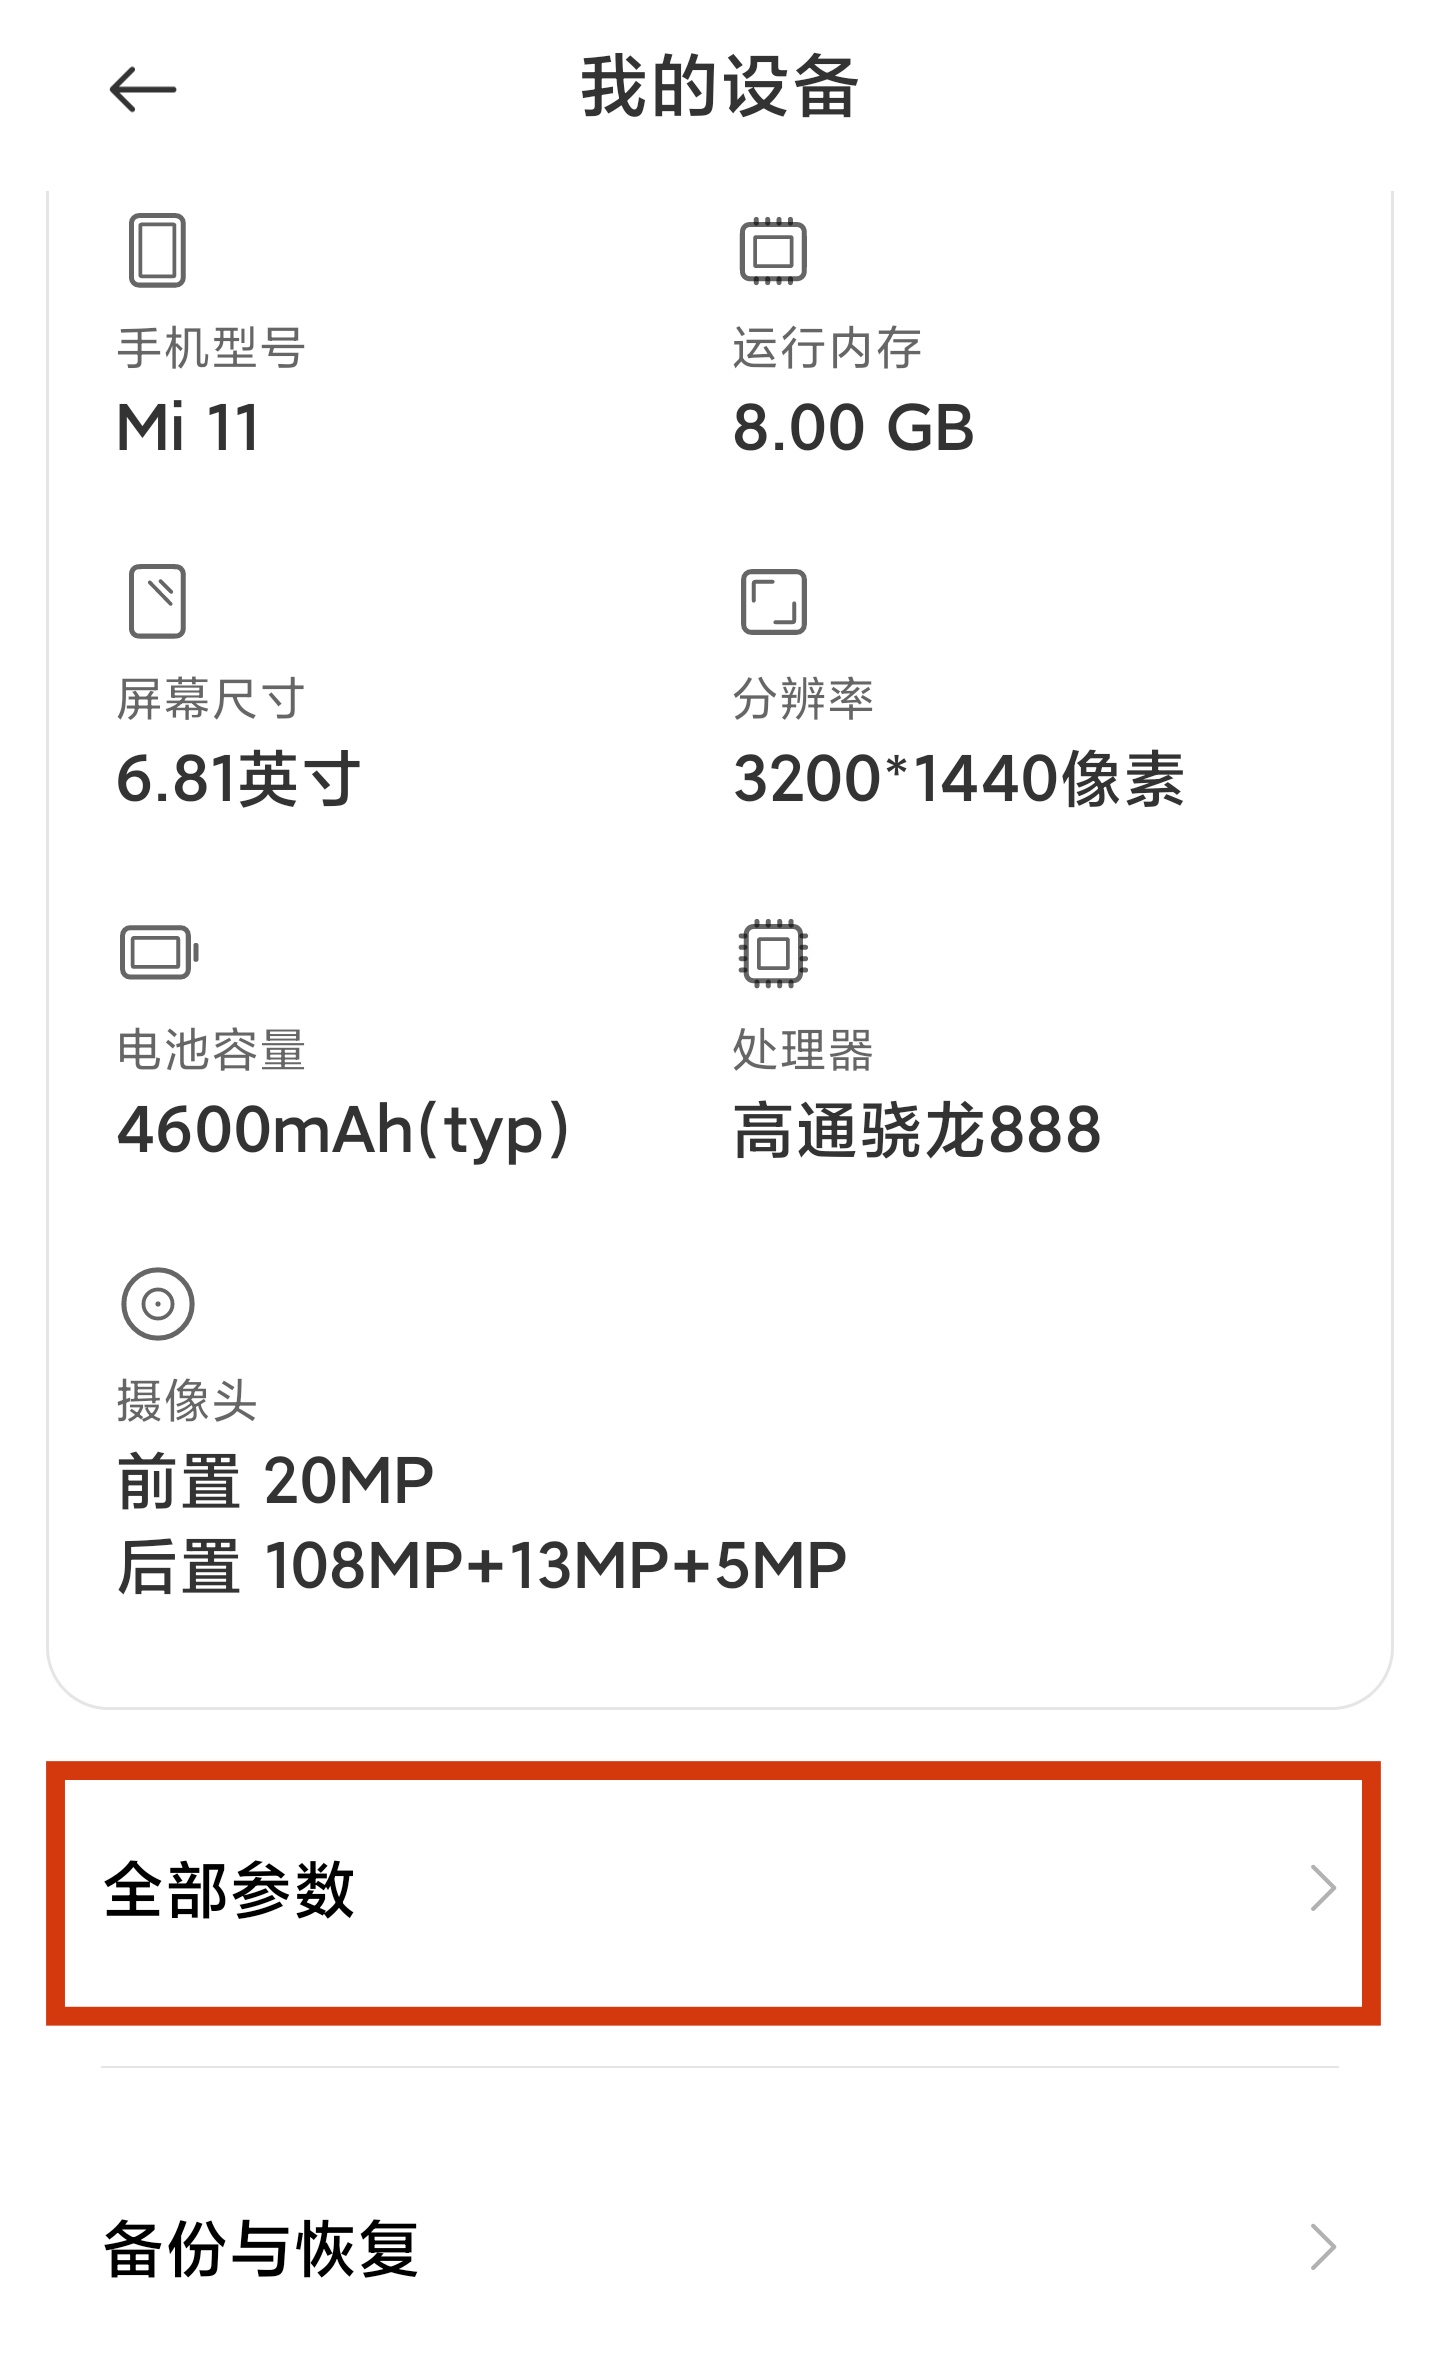 我的设备
手机型号
Mi 11
运行内存
8.00 GB
屏幕尺寸
6.81英寸
分辨率
3200*1440像素
电池容量
4600mAh(typ)
处理器
高通骁龙888
摄像头
前置 20MP
后置 108MP+13MP+5MP
全部参数
备份与恢复